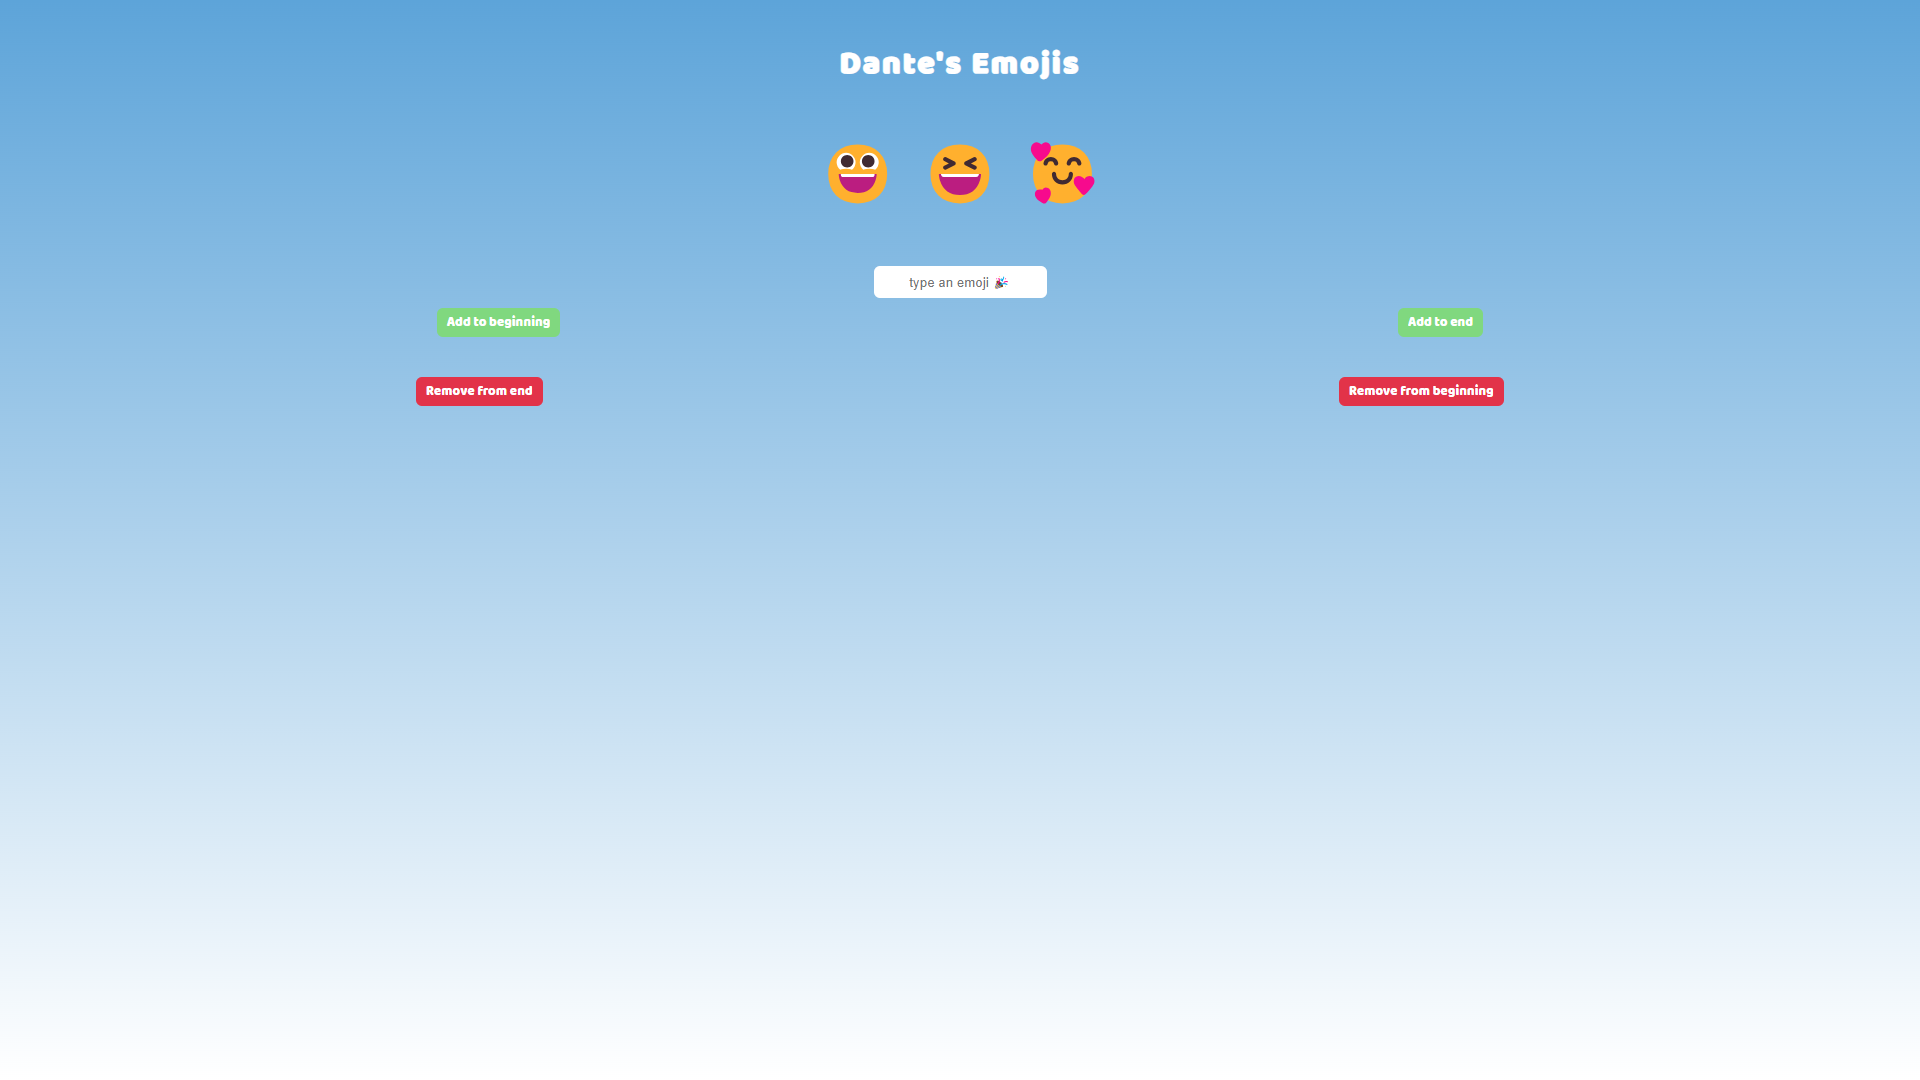 Dante's Emojis
type an emoji 🎉
Add to beginning
Add to end
Remove from end
Remove from beginning